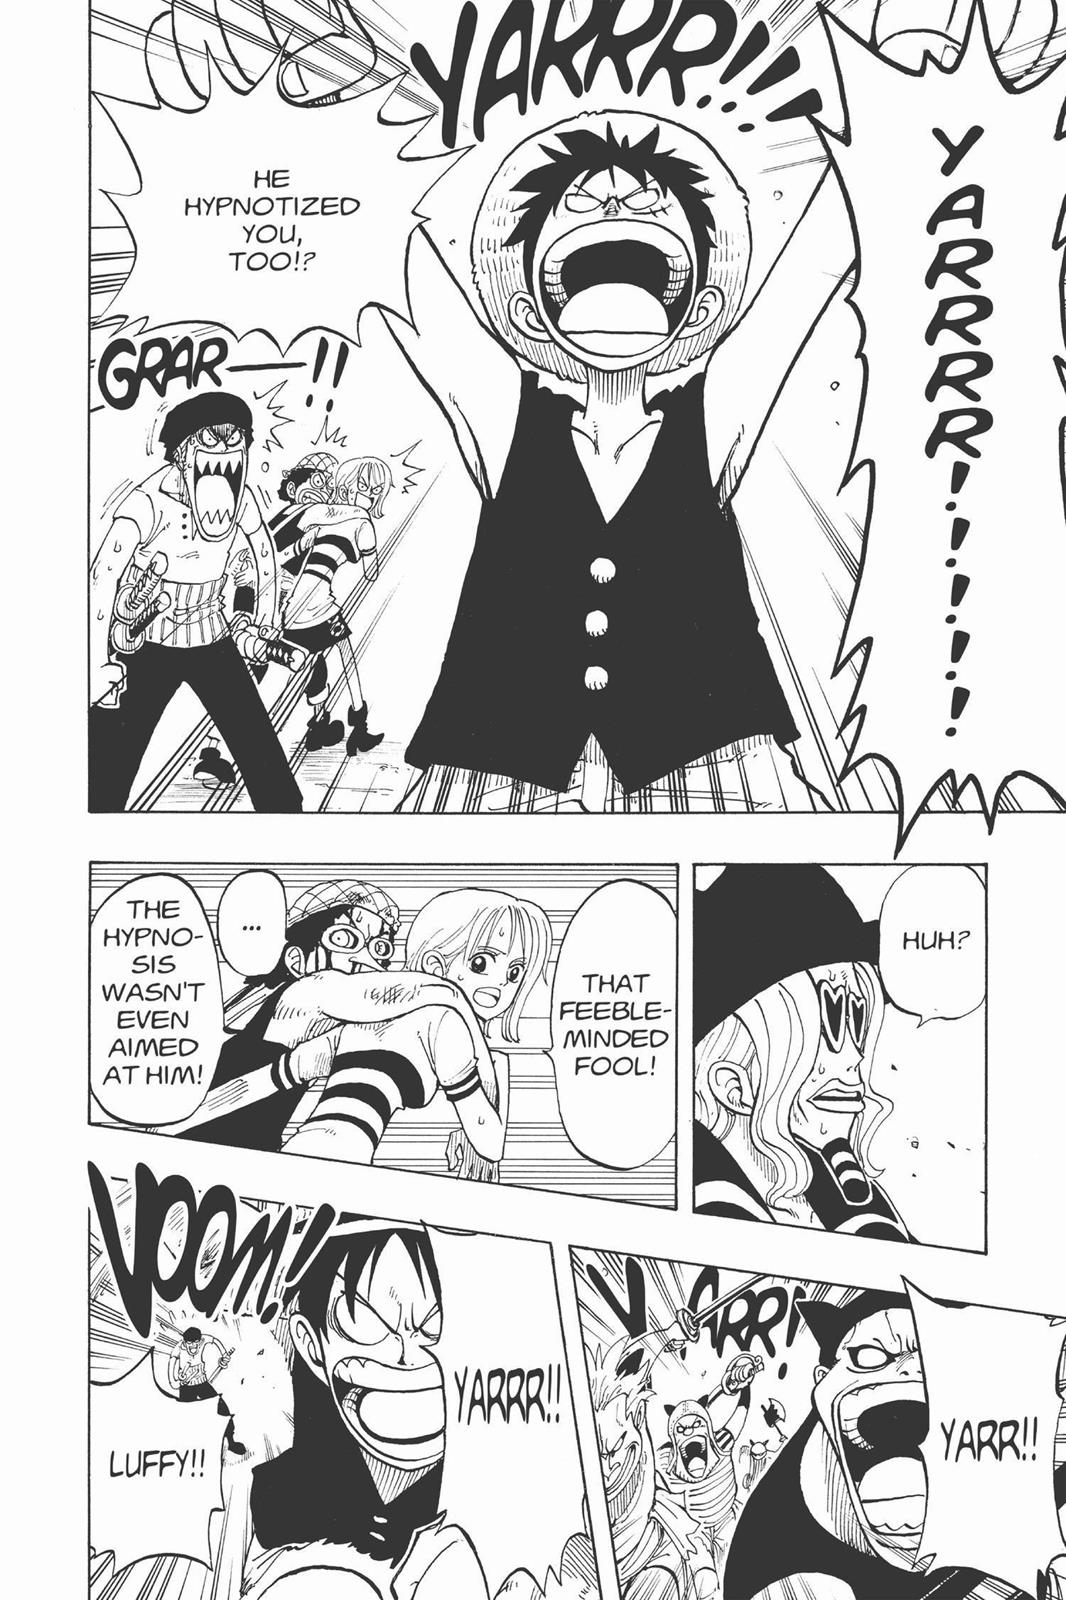 YARRR!!!
YARRRR!!!!!
HE
HYPNOTIZED
YOU,
TOO!?
GRAR—!!
HUH?
THAT
FEEBLE-
MINDED
FOOL!
...
THE
HYPNO-
SIS
WASN'T
EVEN
AIMED
AT HIM!
YARR!
YARR!!
VOOM!
YARRR!!
LUFFY!!